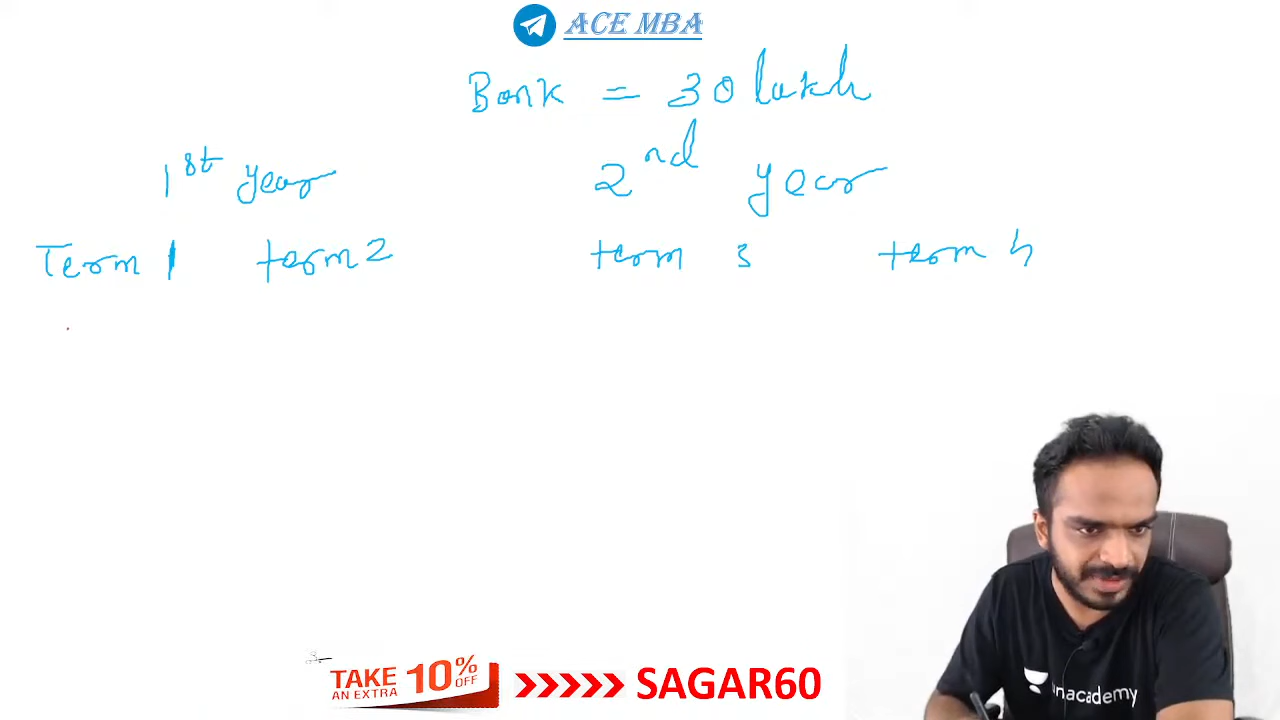 ACE MBA
Bank = 30 lakh
1st year 2nd year
Term 1 term 2 term 3 term 4
TAKE 10% OFF
AN EXTRA
>>>>> SAGAR60
unacademy